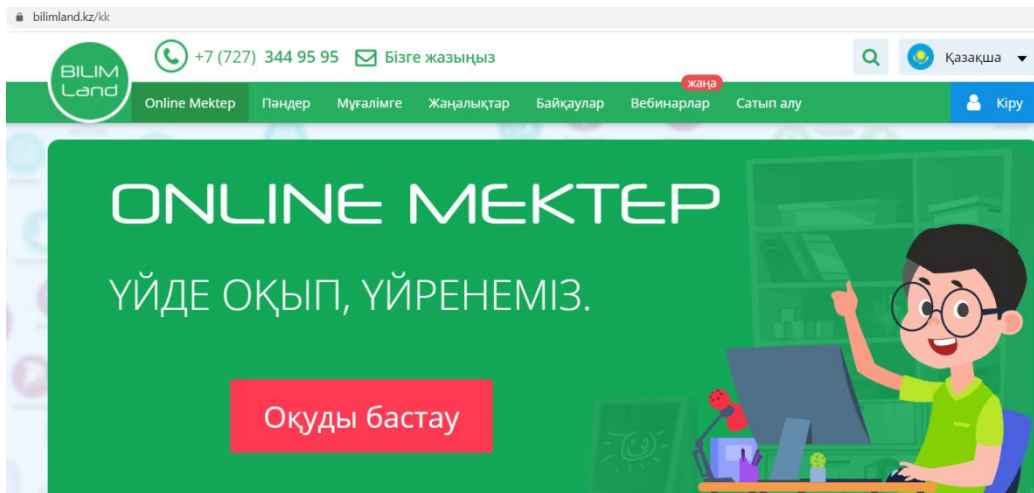 bilimland.kz/kk
BILIM
Land
+7 (727) 344 95 95 Бізге жазыңыз
Қазақша
жаңа
Online Mektep Пәндер Мұғалімге Жаңалықтар Байқаулар Вебинарлар Сатып алу Кіру
ONLINE MEKTEP
ҮЙДЕ ОҚЫП, ҮЙРЕНЕМІЗ.
Оқуды бастау